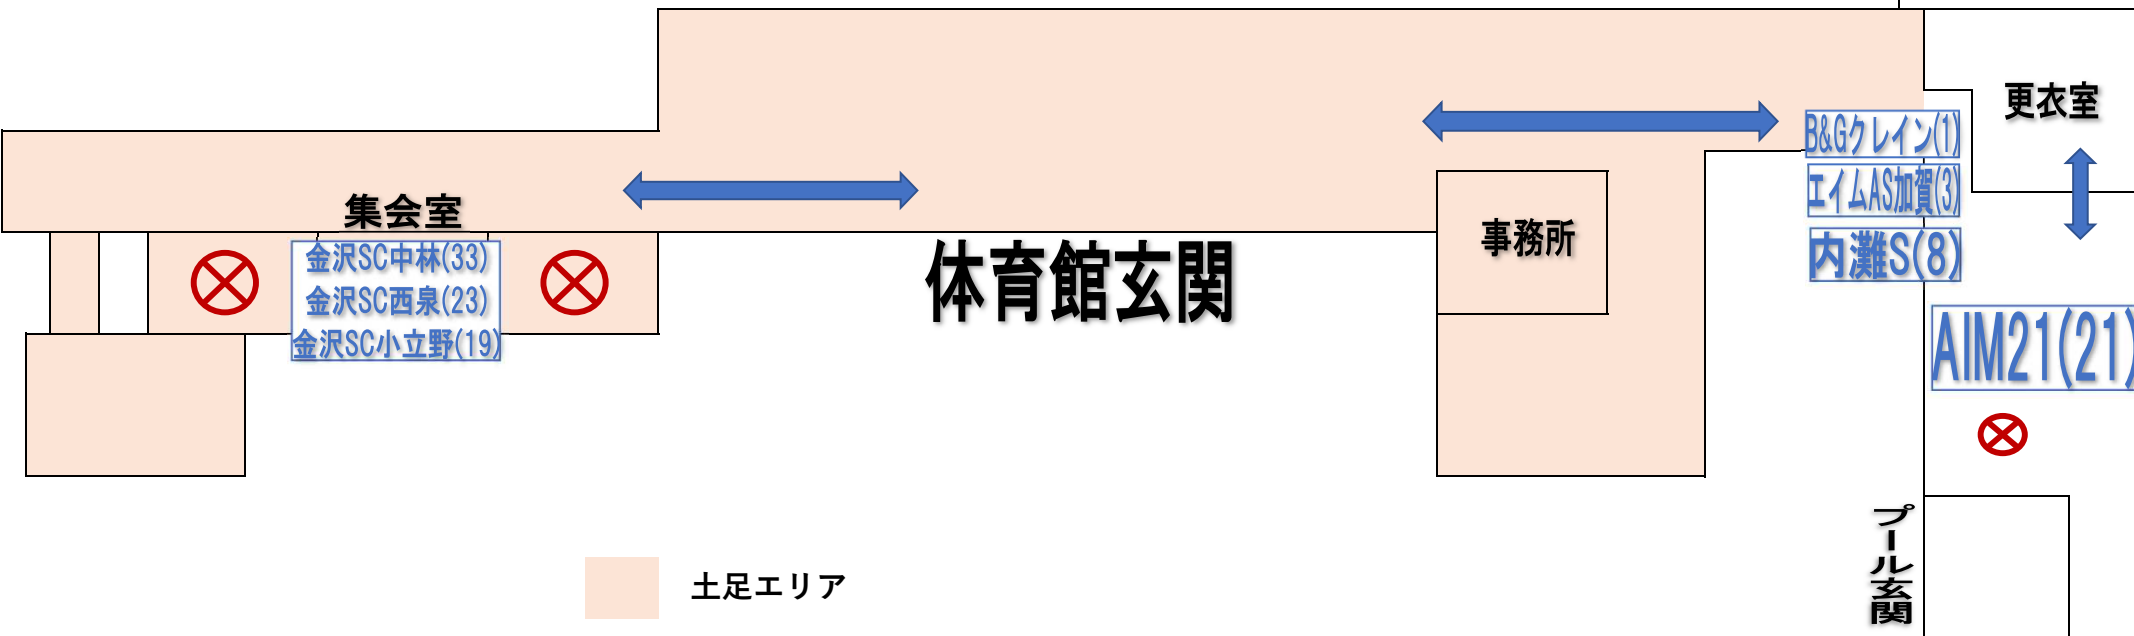 更衣室
B&Gクレイン(1)
エイムAS加賀(3)
内灘S(8)
集会室
金沢SC中林(33)
金沢SC西泉(23)
金沢SC小立野(19)
体育館玄関
事務所
AIM21(21)
プール玄関
土足エリア